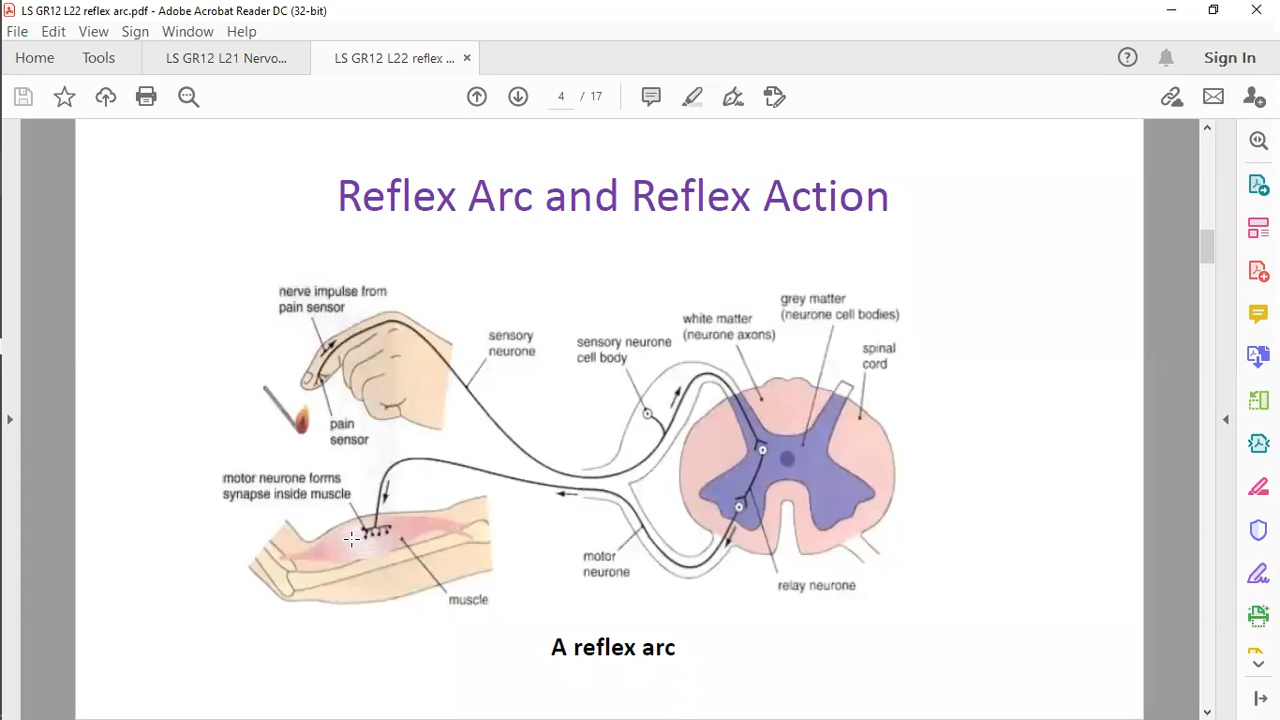 LS GR12 L22 reflex arc.pdf - Adobe Acrobat Reader DC (32-bit)
File Edit View Sign Window Help
Home Tools LS GR12 L21 Nervo... LS GR12 L22 reflex ... ×
Sign In
4 / 17
Reflex Arc and Reflex Action
nerve impulse from
pain sensor
sensory
neurone
sensory neurone
cell body
white matter
(neurone axons)
grey matter
(neurone cell bodies)
spinal
cord
pain
sensor
motor neurone forms
synapse inside muscle
motor
neurone
relay neurone
muscle
A reflex arc